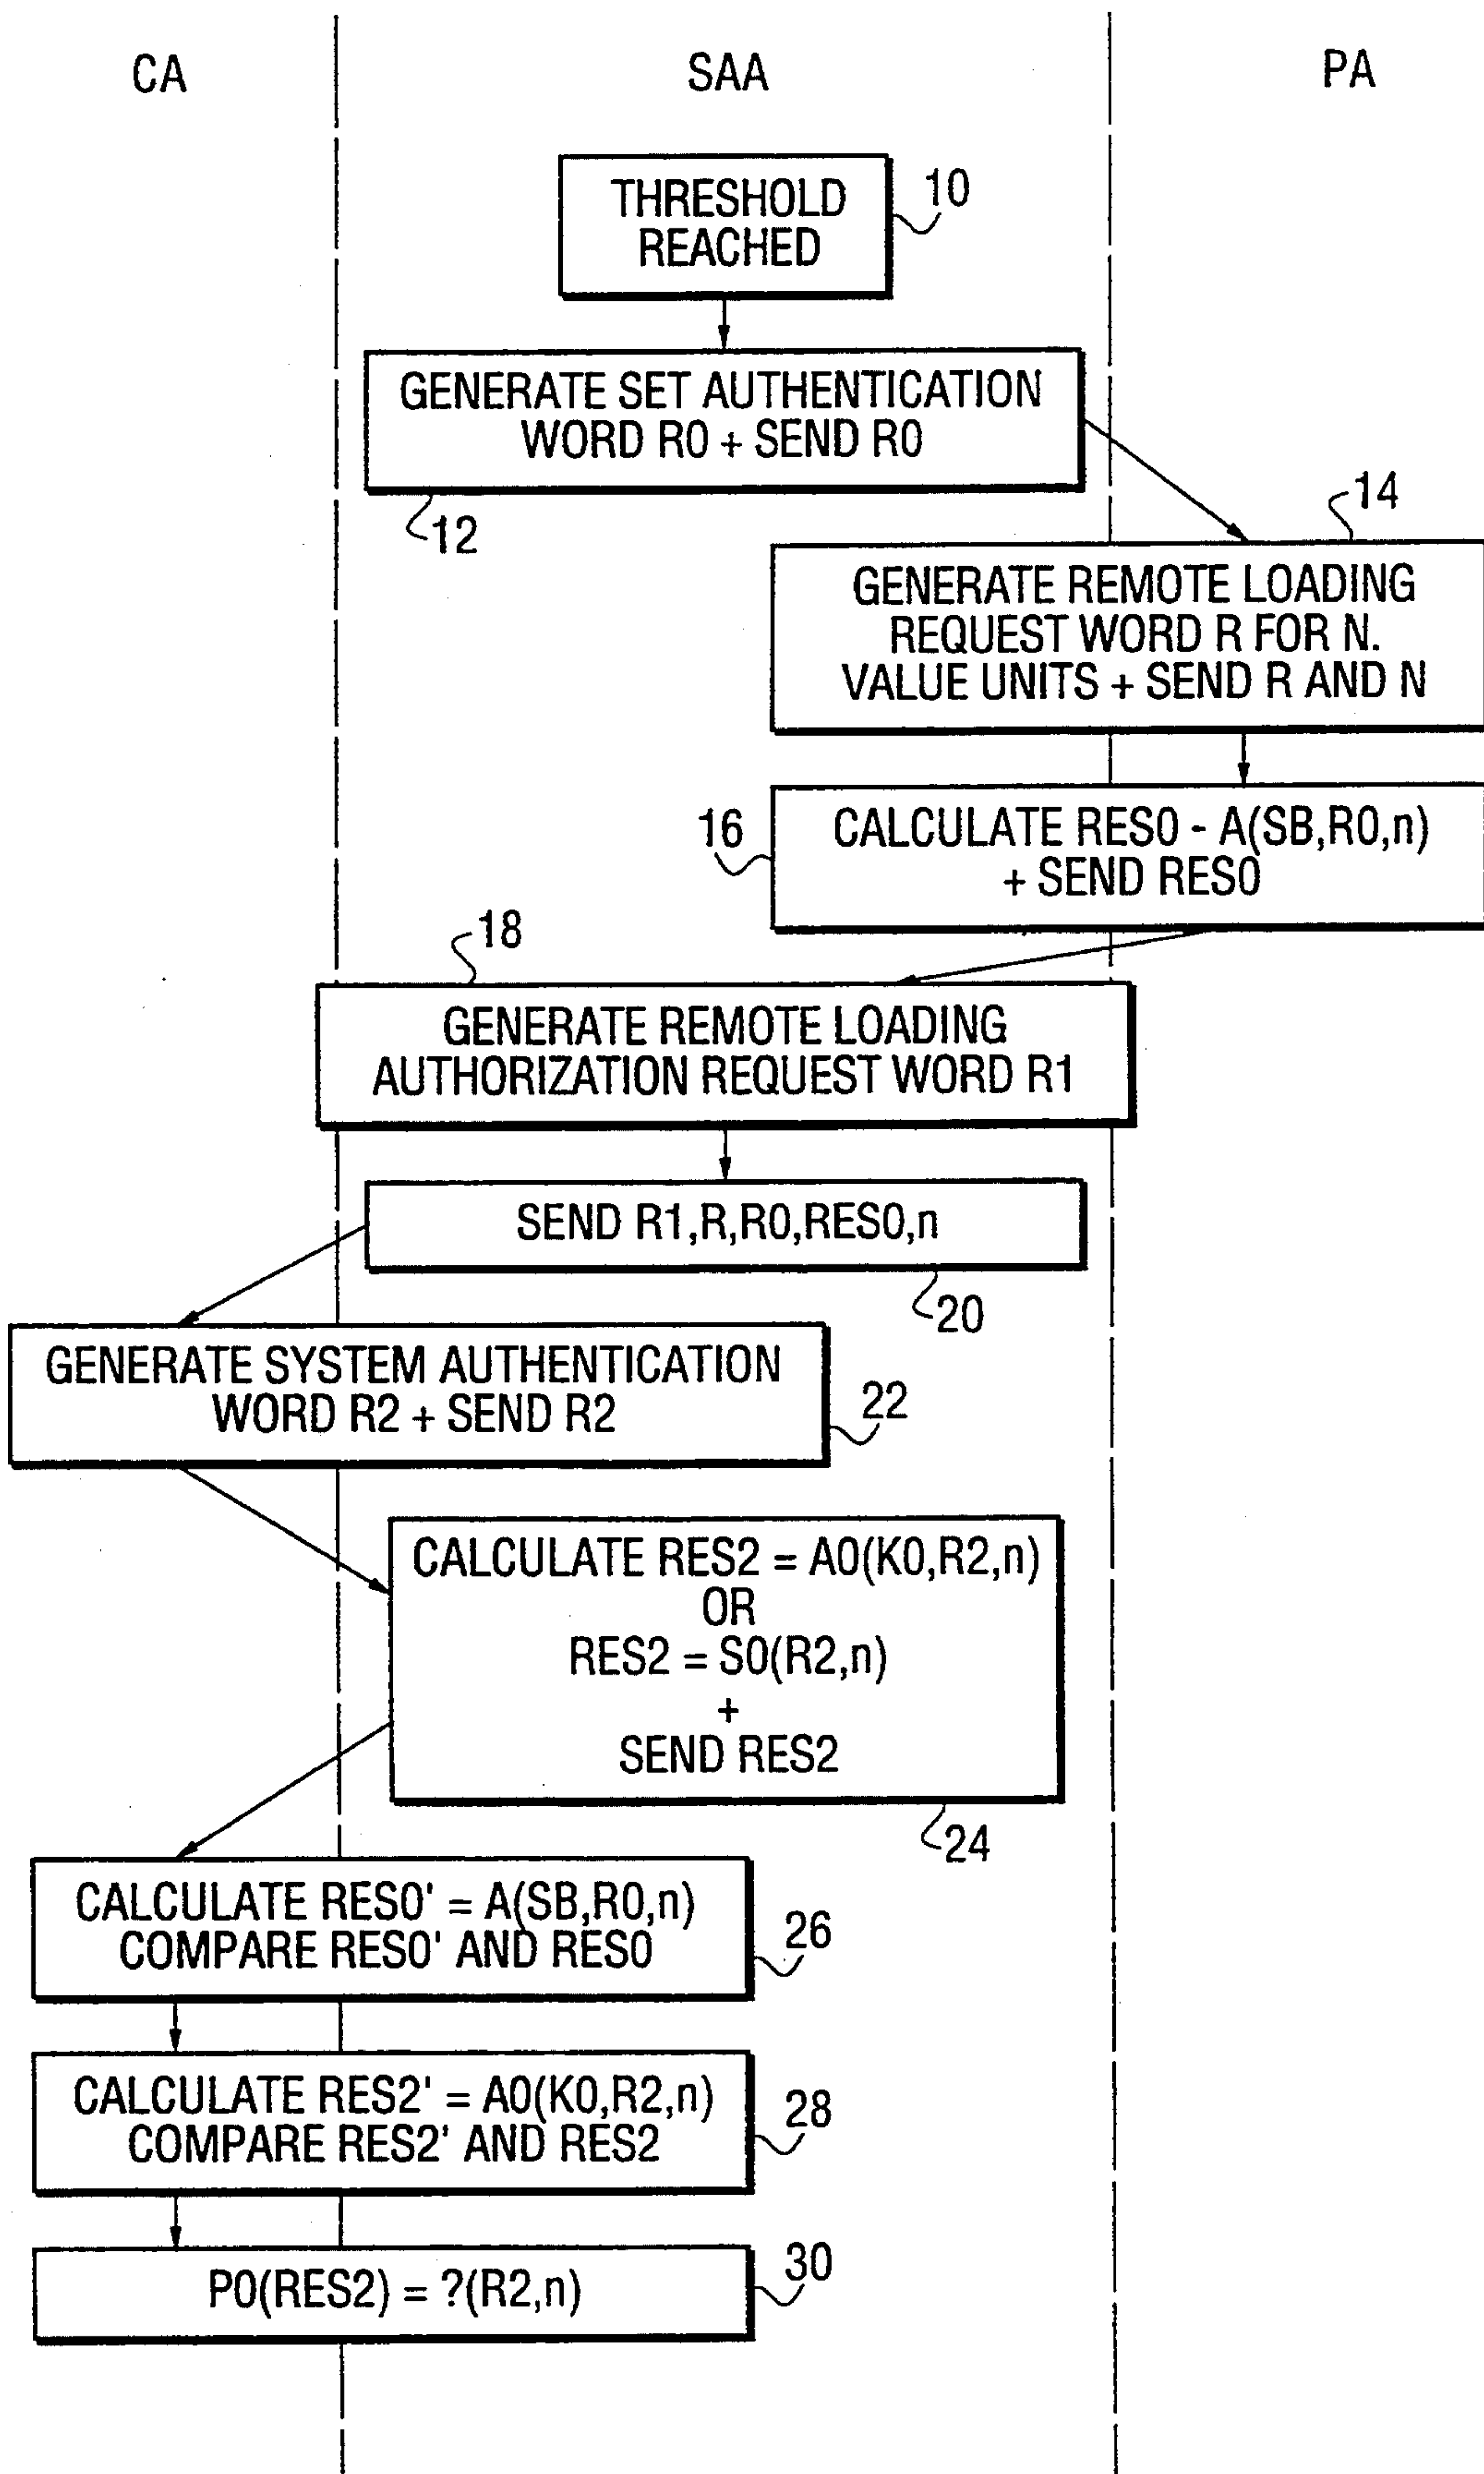 CA
SAA
PA
THRESHOLD
REACHED
10
GENERATE SET AUTHENTICATION
WORD R0 + SEND R0
12
14
GENERATE REMOTE LOADING
REQUEST WORD R FOR N.
VALUE UNITS + SEND R AND N
16
CALCULATE RES0 - A(SB,R0,n)
+ SEND RES0
18
GENERATE REMOTE LOADING
AUTHORIZATION REQUEST WORD R1
SEND R1,R,R0,RES0,n
20
GENERATE SYSTEM AUTHENTICATION
WORD R2 + SEND R2
22
CALCULATE RES2 = A0(K0,R2,n)
OR
RES2 = S0(R2,n)
+
SEND RES2
24
CALCULATE RES0' = A(SB,R0,n)
COMPARE RES0' AND RES0
26
CALCULATE RES2' = A0(K0,R2,n)
COMPARE RES2' AND RES2
28
P0(RES2) = ?(R2,n)
30